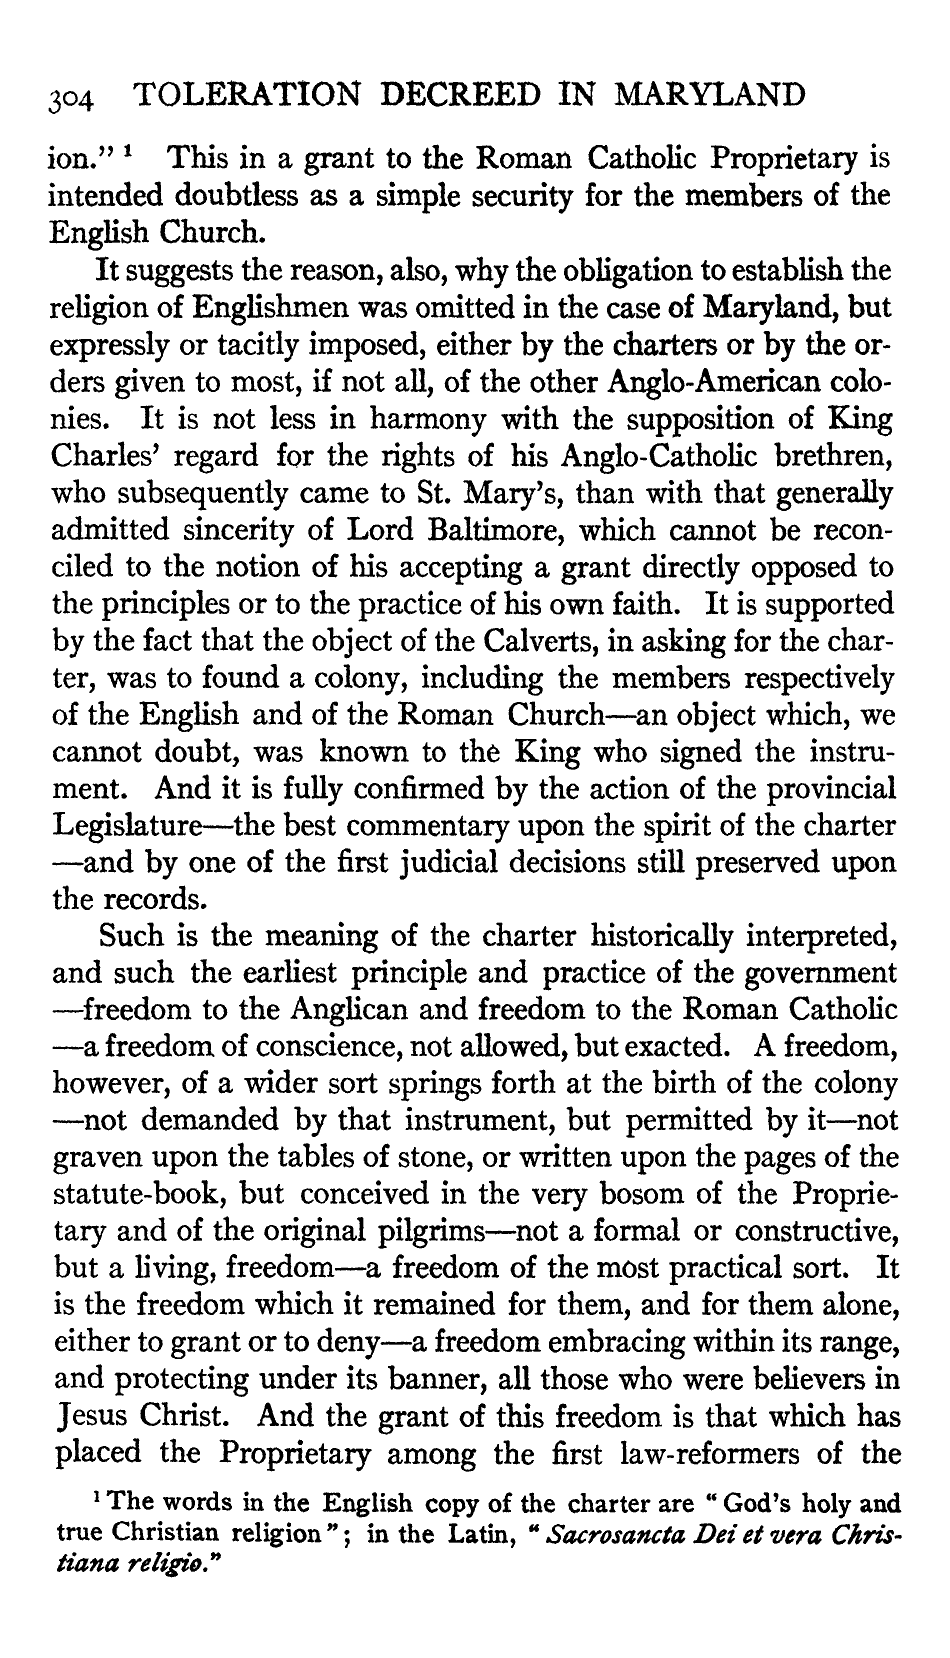 304 TOLERATION DECREED IN MARYLAND
ion.” ¹ This in a grant to the Roman Catholic Proprietary is
intended doubtless as a simple security for the members of the
English Church.
It suggests the reason, also, why the obligation to establish the
religion of Englishmen was omitted in the case of Maryland, but
expressly or tacitly imposed, either by the charters or by the or-
ders given to most, if not all, of the other Anglo-American colo-
nies. It is not less in harmony with the supposition of King
Charles’ regard for the rights of his Anglo-Catholic brethren,
who subsequently came to St. Mary’s, than with that generally
admitted sincerity of Lord Baltimore, which cannot be recon-
ciled to the notion of his accepting a grant directly opposed to
the principles or to the practice of his own faith. It is supported
by the fact that the object of the Calverts, in asking for the char-
ter, was to found a colony, including the members respectively
of the English and of the Roman Church—an object which, we
cannot doubt, was known to the King who signed the instru-
ment. And it is fully confirmed by the action of the provincial
Legislature—the best commentary upon the spirit of the charter
—and by one of the first judicial decisions still preserved upon
the records.
Such is the meaning of the charter historically interpreted,
and such the earliest principle and practice of the government
—freedom to the Anglican and freedom to the Roman Catholic
—a freedom of conscience, not allowed, but exacted. A freedom,
however, of a wider sort springs forth at the birth of the colony
—not demanded by that instrument, but permitted by it—not
graven upon the tables of stone, or written upon the pages of the
statute-book, but conceived in the very bosom of the Proprie-
tary and of the original pilgrims—not a formal or constructive,
but a living, freedom—a freedom of the most practical sort. It
is the freedom which it remained for them, and for them alone,
either to grant or to deny—a freedom embracing within its range,
and protecting under its banner, all those who were believers in
Jesus Christ. And the grant of this freedom is that which has
placed the Proprietary among the first law-reformers of the
¹ The words in the English copy of the charter are “God’s holy and
true Christian religion”; in the Latin, “Sacrosancta Dei et vera Chris-
tiana religio.”